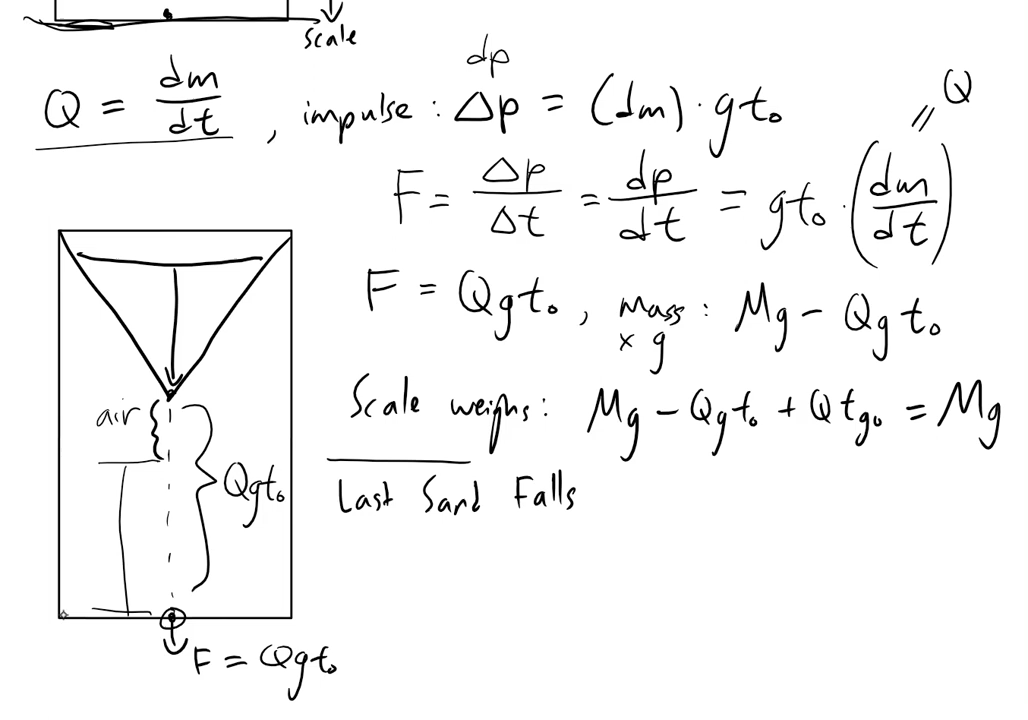 scale
dp
Q = dm/dt , impulse : Δp = (dm) · gt₀
Q
F = Δp/Δt = dp/dt = gt₀ · (dm/dt)
F = Qgt₀ , mass × g : Mg − Qgt₀
Scale weighs: Mg − Qgt₀ + Qtg₀ = Mg
air
Qgt₀
Last Sand Falls
F = Qgt₀